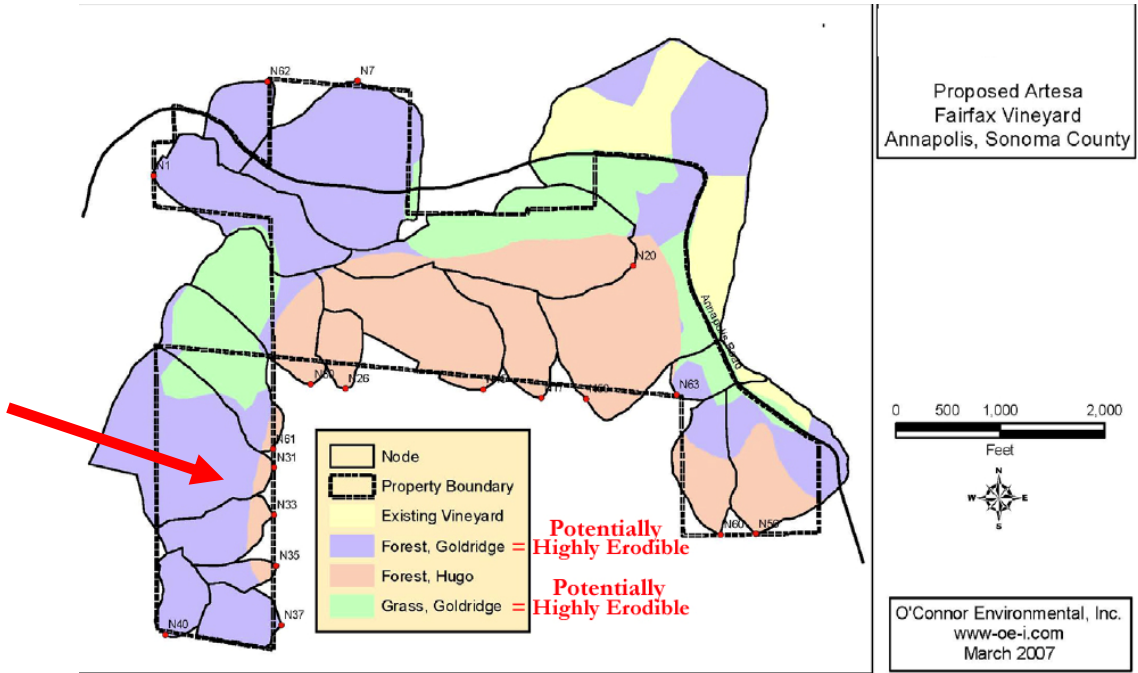 N62
N7
Proposed Artesa
Fairfax Vineyard
Annapolis, Sonoma County
N1
N20
Annapolis Road
N26
N63
N61
N31
N33
N35
N37
N40
N60
0 1,000 2,000
Feet
N
W E
S
Node
Property Boundary
Existing Vineyard
Forest, Goldridge = Potentially
Highly Erodible
Forest, Hugo
Grass, Goldridge = Potentially
Highly Erodible
O'Connor Environmental, Inc.
www-oe-i.com
March 2007